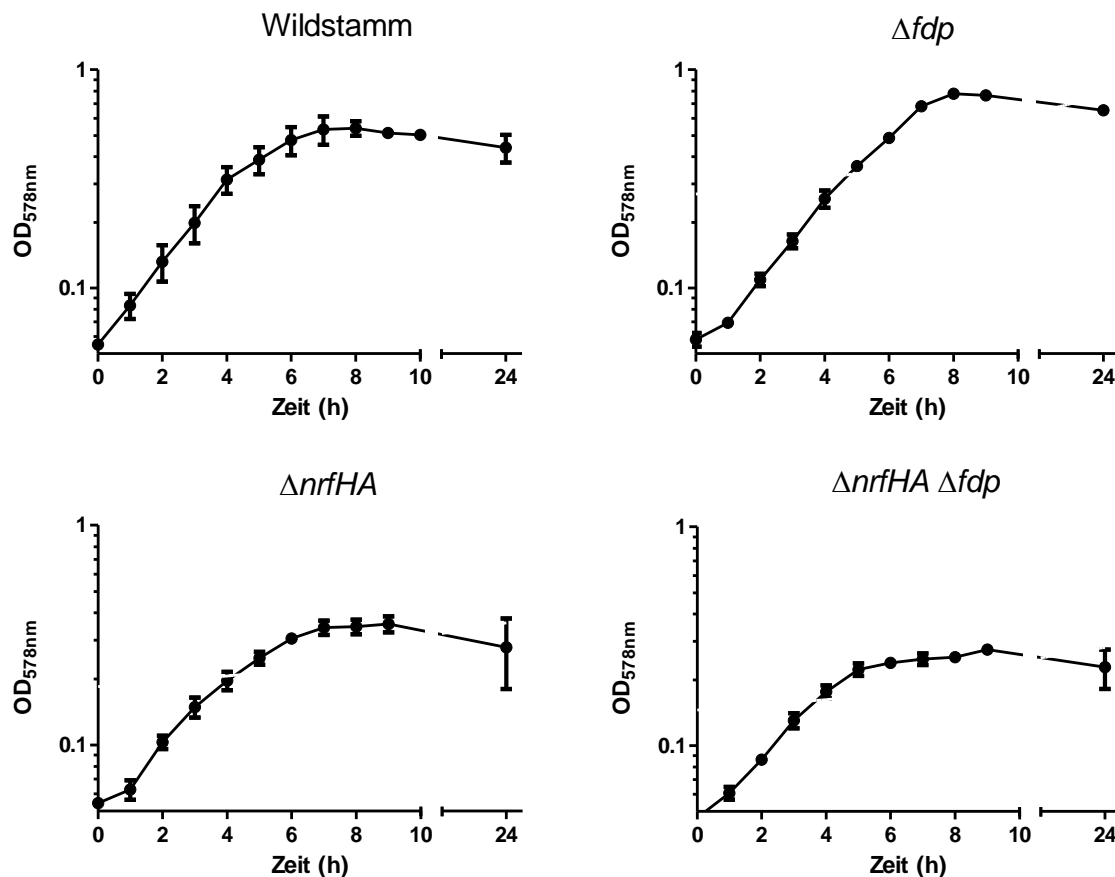 Wildstamm
1
0.1
OD578nm
0 2 4 6 8 10 24
Zeit (h)
Δfdp
1
0.1
OD578nm
0 2 4 6 8 10 24
Zeit (h)
ΔnrfHA
1
0.1
OD578nm
0 2 4 6 8 10 24
Zeit (h)
ΔnrfHA Δfdp
1
0.1
OD578nm
0 2 4 6 8 10 24
Zeit (h)